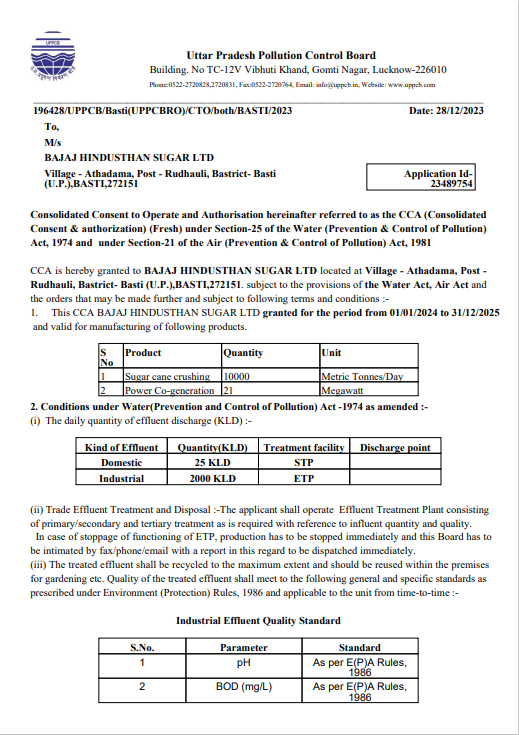 UPPCB
Uttar Pradesh Pollution Control Board
Building. No TC-12V Vibhuti Khand, Gomti Nagar, Lucknow-226010
Phone:0522-2720828,2720831, Fax:0522-2720764, Email: info@uppcb.in, Website: www.uppcb.com
196428/UPPCB/Basti(UPPCBRO)/CTO/both/BASTI/2023 Date: 28/12/2023
To,
M/s
BAJAJ HINDUSTHAN SUGAR LTD
Village - Athadama, Post - Rudhauli, Bastrict- Basti
(U.P.),BASTI,272151
Application Id-
23489754
Consolidated Consent to Operate and Authorisation hereinafter referred to as the CCA (Consolidated
Consent & authorization) (Fresh) under Section-25 of the Water (Prevention & Control of Pollution)
Act, 1974 and under Section-21 of the Air (Prevention & Control of Pollution) Act, 1981
CCA is hereby granted to BAJAJ HINDUSTHAN SUGAR LTD located at Village - Athadama, Post -
Rudhauli, Bastrict- Basti (U.P.),BASTI,272151. subject to the provisions of the Water Act, Air Act and
the orders that may be made further and subject to following terms and conditions :-
1. This CCA BAJAJ HINDUSTHAN SUGAR LTD granted for the period from 01/01/2024 to 31/12/2025
and valid for manufacturing of following products.
S No Product Quantity Unit
1 Sugar cane crushing 10000 Metric Tonnes/Day
2 Power Co-generation 21 Megawatt
2. Conditions under Water(Prevention and Control of Pollution) Act -1974 as amended :-
(i) The daily quantity of effluent discharge (KLD) :-
Kind of Effluent Quantity(KLD) Treatment facility Discharge point
Domestic 25 KLD STP
Industrial 2000 KLD ETP
(ii) Trade Effluent Treatment and Disposal :-The applicant shall operate Effluent Treatment Plant consisting
of primary/secondary and tertiary treatment as is required with reference to influent quantity and quality.
In case of stoppage of functioning of ETP, production has to be stopped immediately and this Board has to
be intimated by fax/phone/email with a report in this regard to be dispatched immediately.
(iii) The treated effluent shall be recycled to the maximum extent and should be reused within the premises
for gardening etc. Quality of the treated effluent shall meet to the following general and specific standards as
prescribed under Environment (Protection) Rules, 1986 and applicable to the unit from time-to-time :-
Industrial Effluent Quality Standard
S.No. Parameter Standard
1 pH As per E(P)A Rules,
1986
2 BOD (mg/L) As per E(P)A Rules,
1986